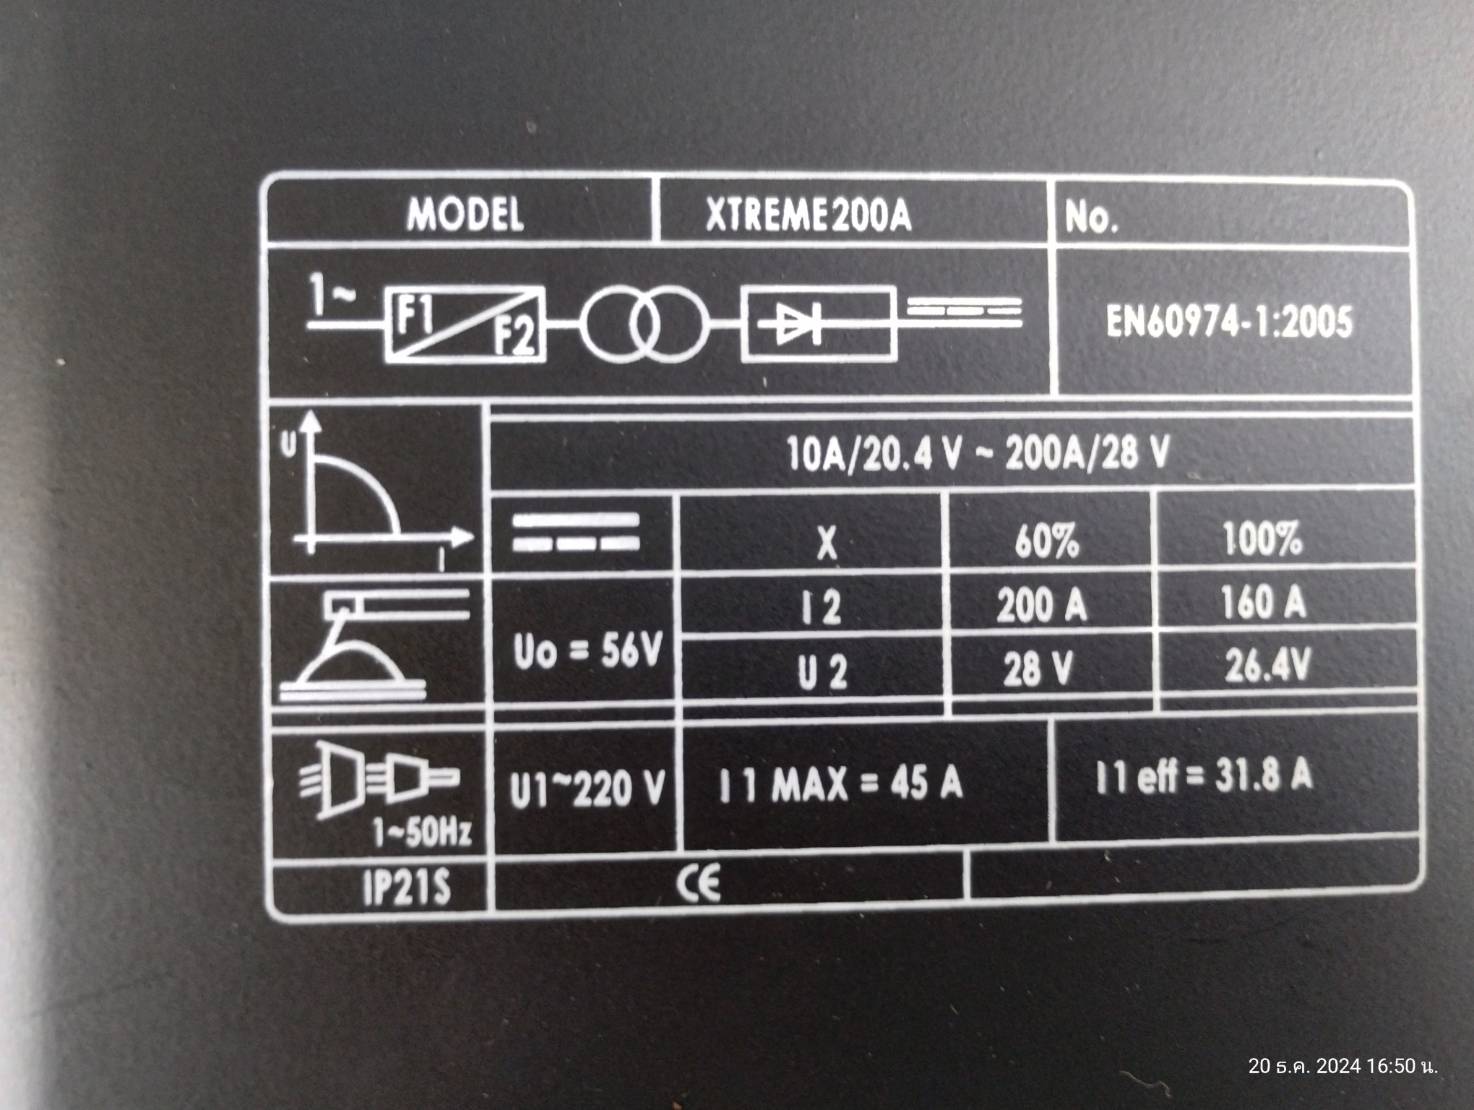 MODEL XTREME200A No.
1~ F1 F2 EN60974-1:2005
U 10A/20.4 V ~ 200A/28 V
I X 60% 100%
I 2 200 A 160 A
Uo = 56V
U 2 28 V 26.4V
U1~220 V I 1 MAX = 45 A I 1 eff = 31.8 A
1~50Hz
IP21S CE
20 ธ.ค. 2024 16:50 น.